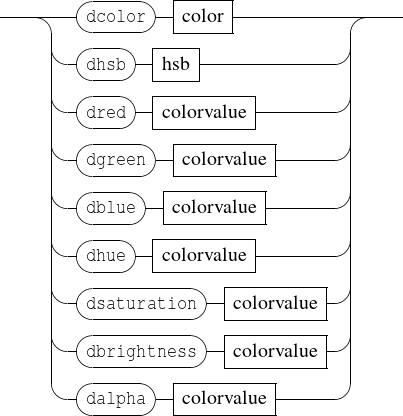 dcolor color
dhsb hsb
dred colorvalue
dgreen colorvalue
dblue colorvalue
dhue colorvalue
dsaturation colorvalue
dbrightness colorvalue
dalpha colorvalue